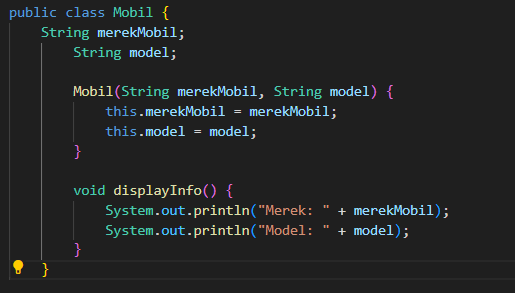 public class Mobil {
    String merekMobil;
        String model;

        Mobil(String merekMobil, String model) {
            this.merekMobil = merekMobil;
            this.model = model;
        }

        void displayInfo() {
            System.out.println("Merek: " + merekMobil);
            System.out.println("Model: " + model);
        }
    }